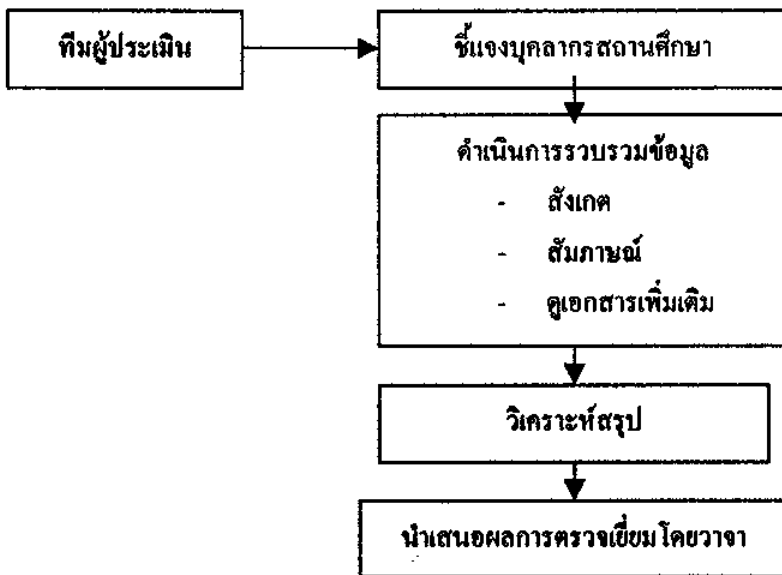 ทีมผู้ประเมิน
ชี้แจงบุคลากรสถานศึกษา
ดำเนินการรวบรวมข้อมูล
- สังเกต
- สัมภาษณ์
- ดูเอกสารเพิ่มเติม
วิเคราะห์สรุป
นำเสนอผลการตรวจเยี่ยมโดยวาจา